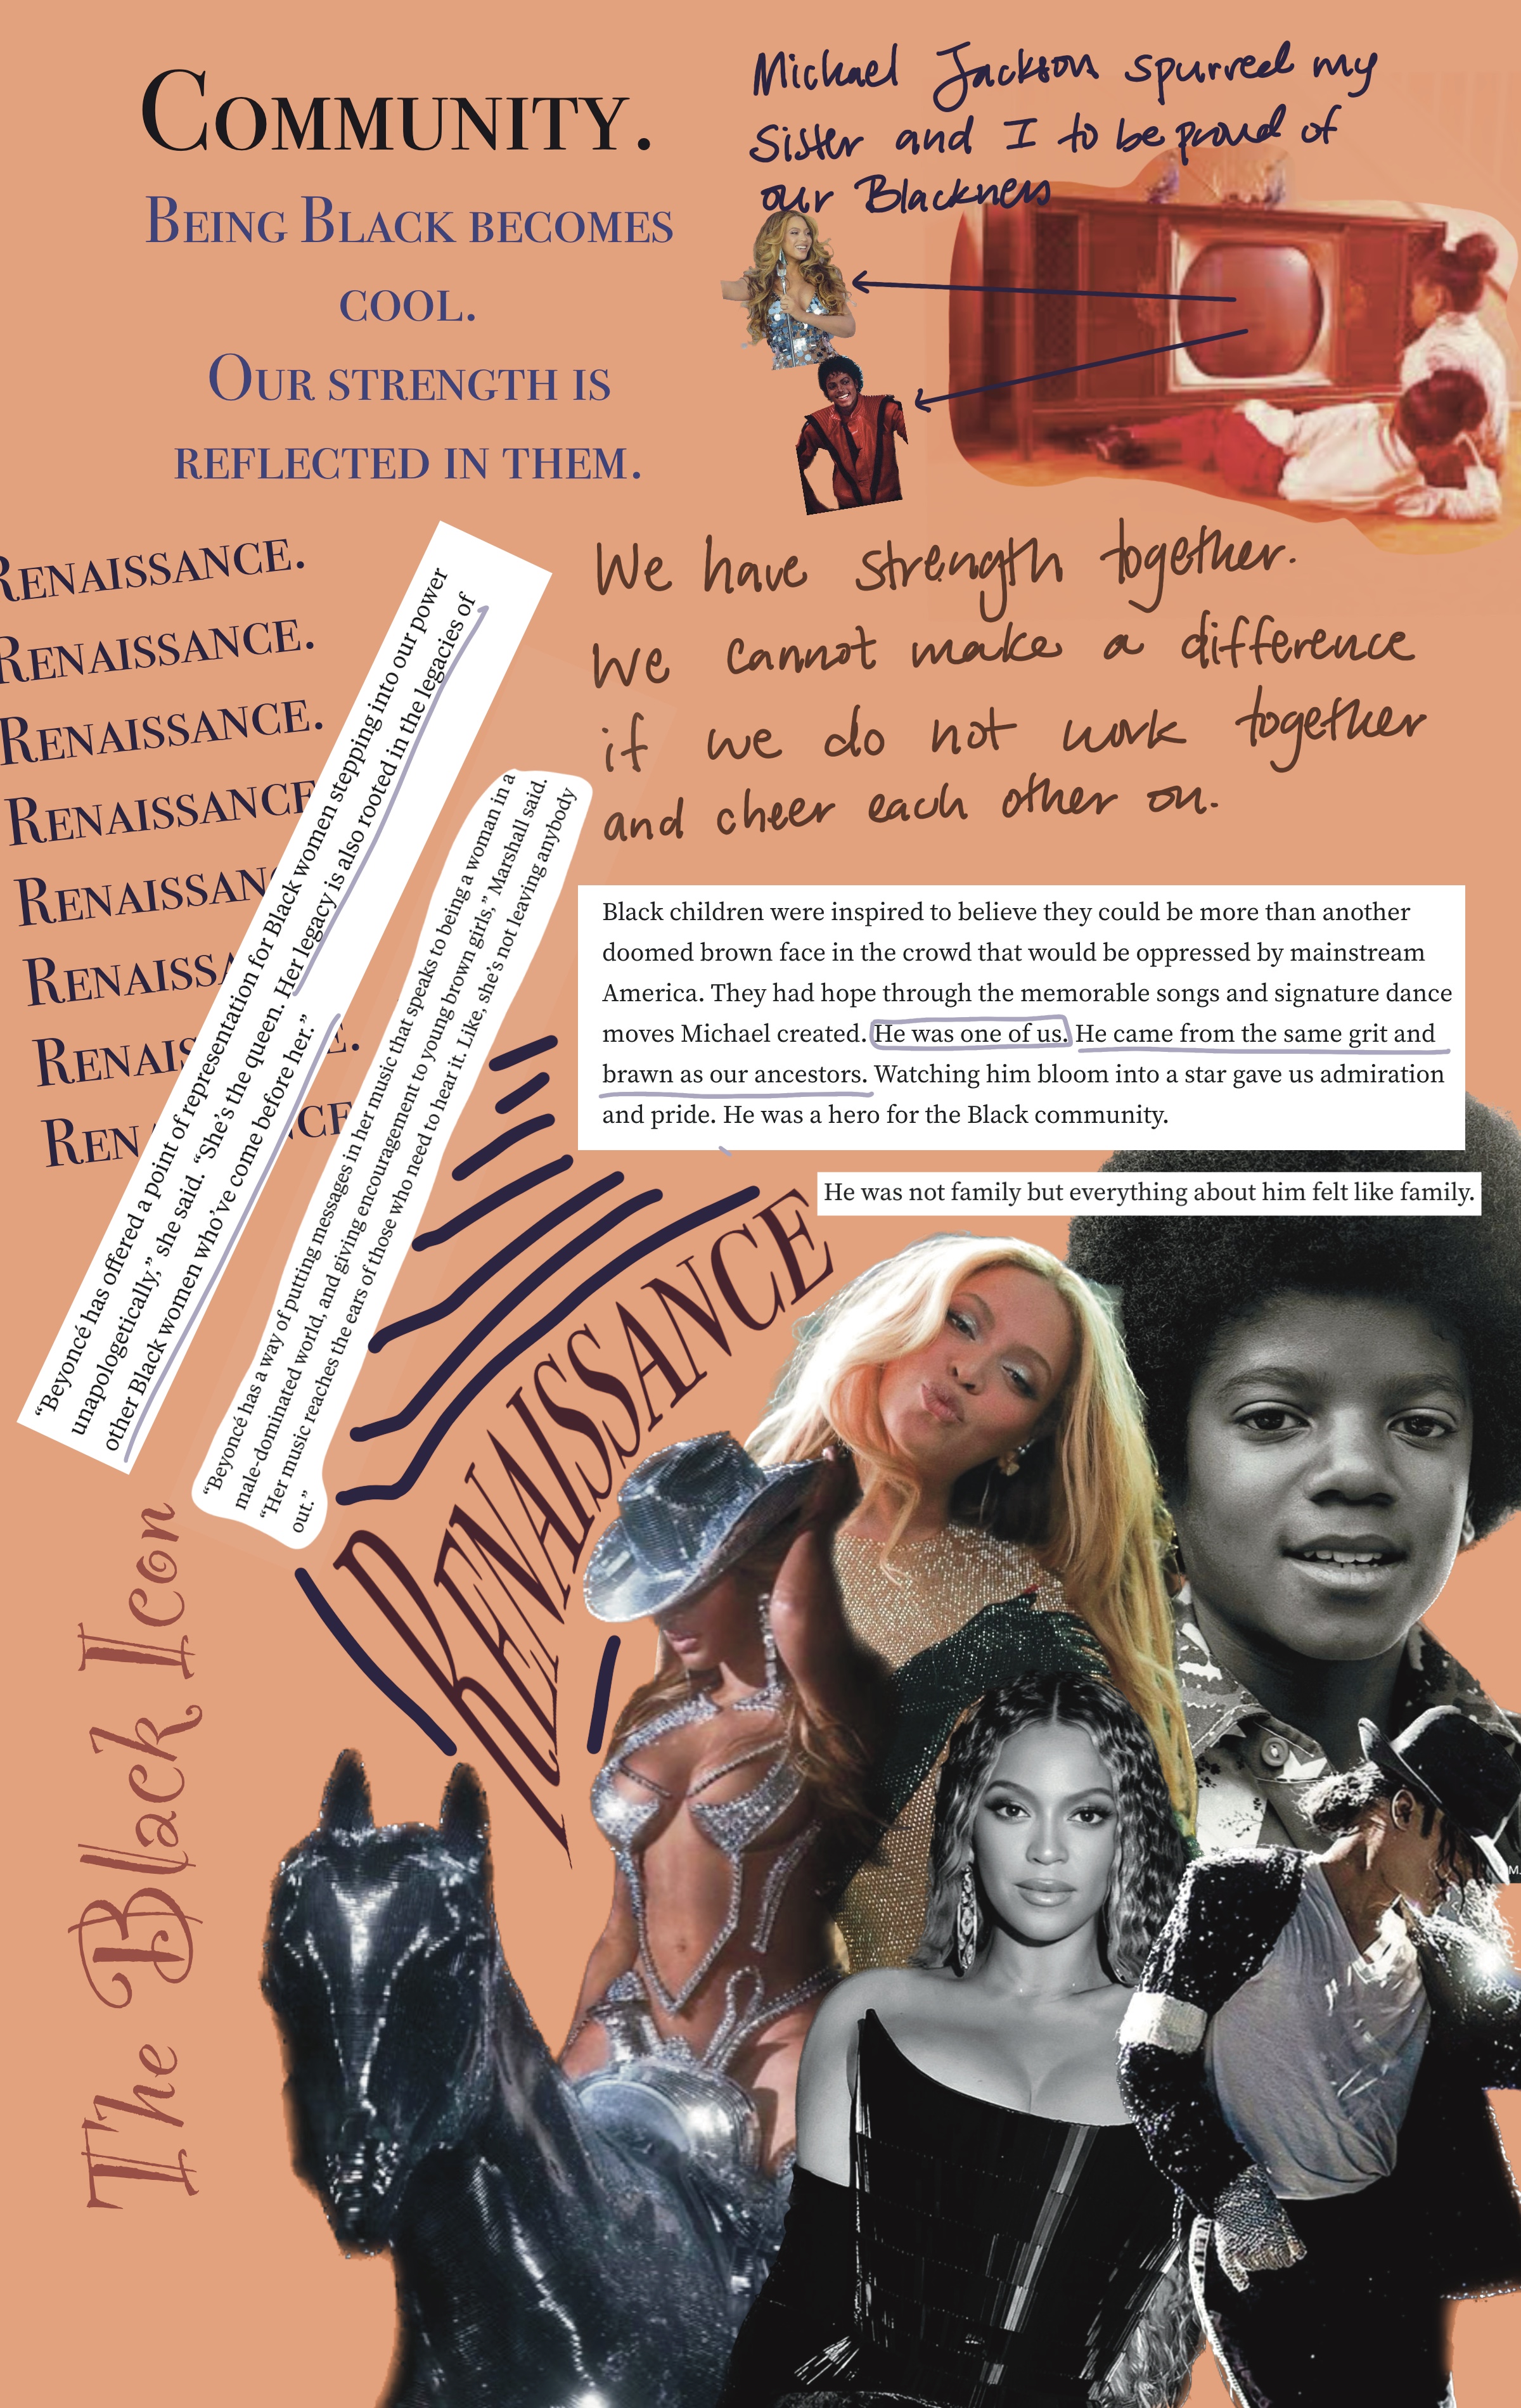 COMMUNITY.
BEING BLACK BECOMES
COOL.
OUR STRENGTH IS
REFLECTED IN THEM.
Michael Jackson spurred my
Sister and I to be proud of
our Blackness
RENAISSANCE.
RENAISSANCE.
RENAISSANCE.
RENAISSANCE
RENAISSAN
RENAISSA
RENAIS E.
REN NCE
"Beyoncé has offered a point of representation for Black women stepping into our power
unapologetically," she said. "She's the queen. Her legacy is also rooted in the legacies of
other Black women who've come before her."
"Beyoncé has a way of putting messages in her music that speaks to being a woman in a
male-dominated world, and giving encouragement to young brown girls," Marshall said.
"Her music reaches the ears of those who need to hear it. Like, she's not leaving anybody
out."
We have strength together.
We cannot make a difference
if we do not work together
and cheer each other on.
Black children were inspired to believe they could be more than another
doomed brown face in the crowd that would be oppressed by mainstream
America. They had hope through the memorable songs and signature dance
moves Michael created. He was one of us. He came from the same grit and
brawn as our ancestors. Watching him bloom into a star gave us admiration
and pride. He was a hero for the Black community.
He was not family but everything about him felt like family.
RENAISSANCE
The Black Icon